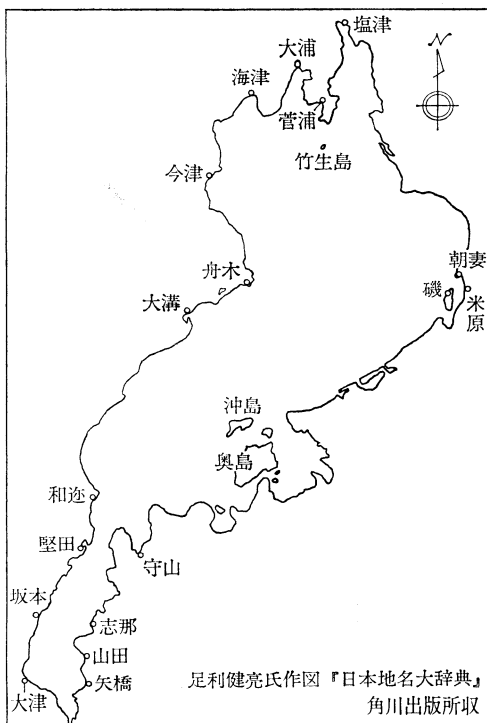 塩津
大浦
海津
N
菅浦
竹生島
今津
朝妻
舟木
磯
米原
大溝
沖島
奥島
和迩
堅田
守山
坂本
志那
山田
大津
矢橋
足利健亮氏作図『日本地名大辞典』
角川出版所収